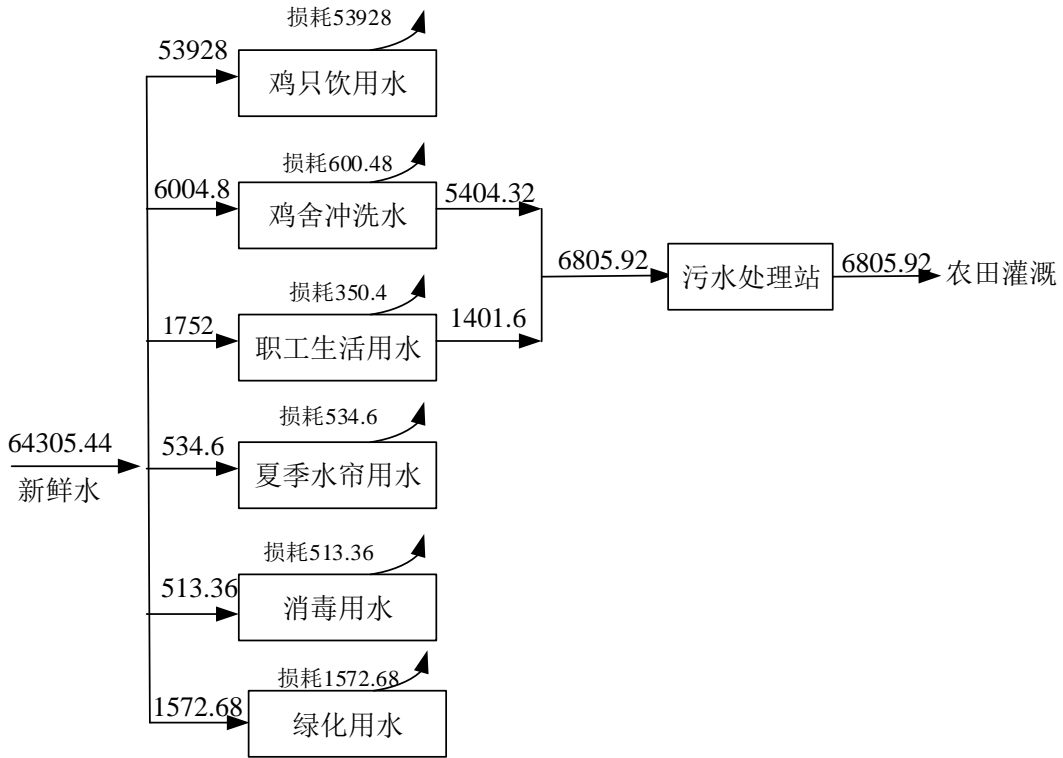 损耗53928
53928
鸡只饮用水
损耗600.48
6004.8
鸡舍冲洗水
5404.32
6805.92
污水处理站
6805.92
农田灌溉
损耗350.4
1752
职工生活用水
1401.6
损耗534.6
64305.44
新鲜水
534.6
夏季水帘用水
损耗513.36
513.36
消毒用水
损耗1572.68
1572.68
绿化用水